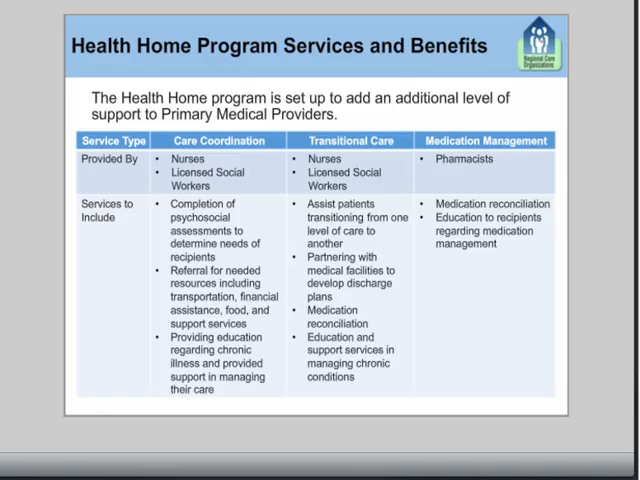 Health Home Program Services and Benefits
Regional Care
Organizations
The Health Home program is set up to add an additional level of
support to Primary Medical Providers.
Service Type Care Coordination Transitional Care Medication Management
Provided By
• Nurses
• Licensed Social
Workers
• Nurses
• Licensed Social
Workers
• Pharmacists
Services to
Include
• Completion of
psychosocial
assessments to
determine needs of
recipients
• Referral for needed
resources including
transportation, financial
assistance, food, and
support services
• Providing education
regarding chronic
illness and provided
support in managing
their care
• Assist patients
transitioning from one
level of care to
another
• Partnering with
medical facilities to
develop discharge
plans
• Medication
reconciliation
• Education and
support services in
managing chronic
conditions
• Medication reconciliation
• Education to recipients
regarding medication
management